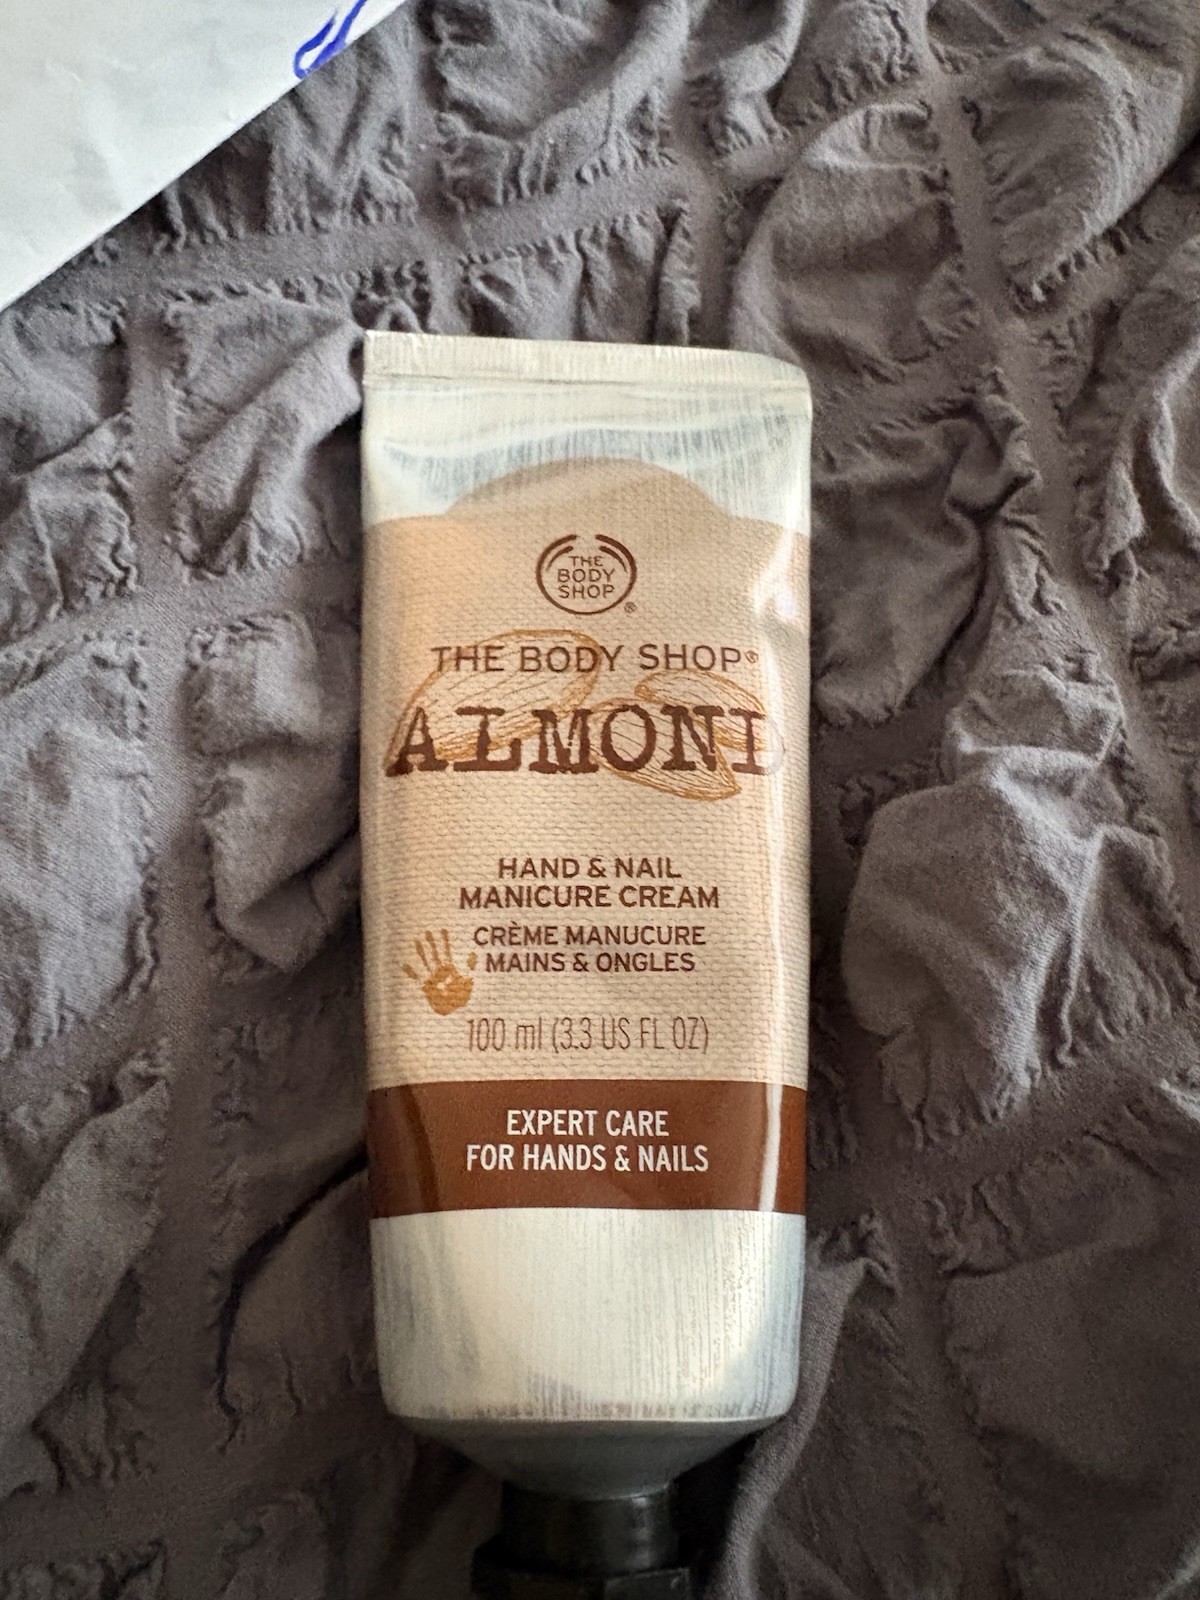 THE
BODY
SHOP
®
THE BODY SHOP®
ALMOND
HAND & NAIL
MANICURE CREAM
CRÈME MANUCURE
MAINS & ONGLES
100 ml (3.3 US FL OZ)
EXPERT CARE
FOR HANDS & NAILS